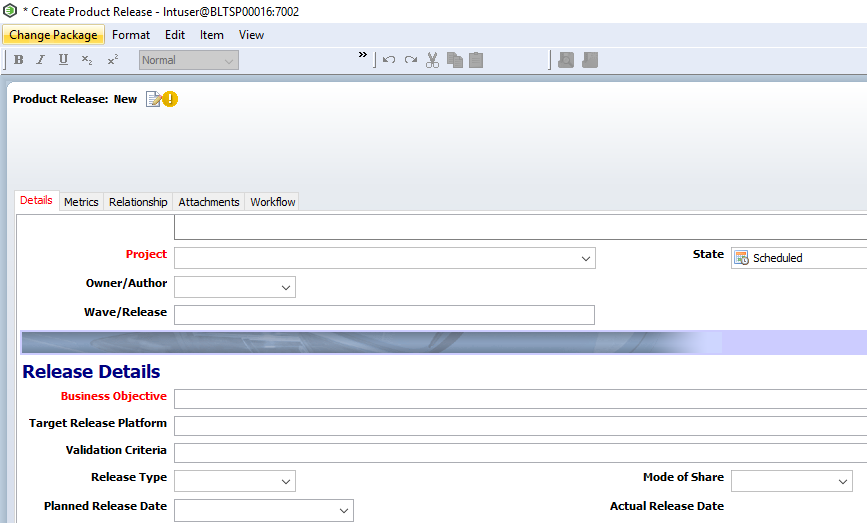 * Create Product Release - Intuser@BLTSP00016:7002
Change Package Format Edit Item View
B I U x₂ x² Normal »
Product Release: New
Details Metrics Relationship Attachments Workflow
Project State Scheduled
Owner/Author
Wave/Release
Release Details
Business Objective
Target Release Platform
Validation Criteria
Release Type Mode of Share
Planned Release Date Actual Release Date